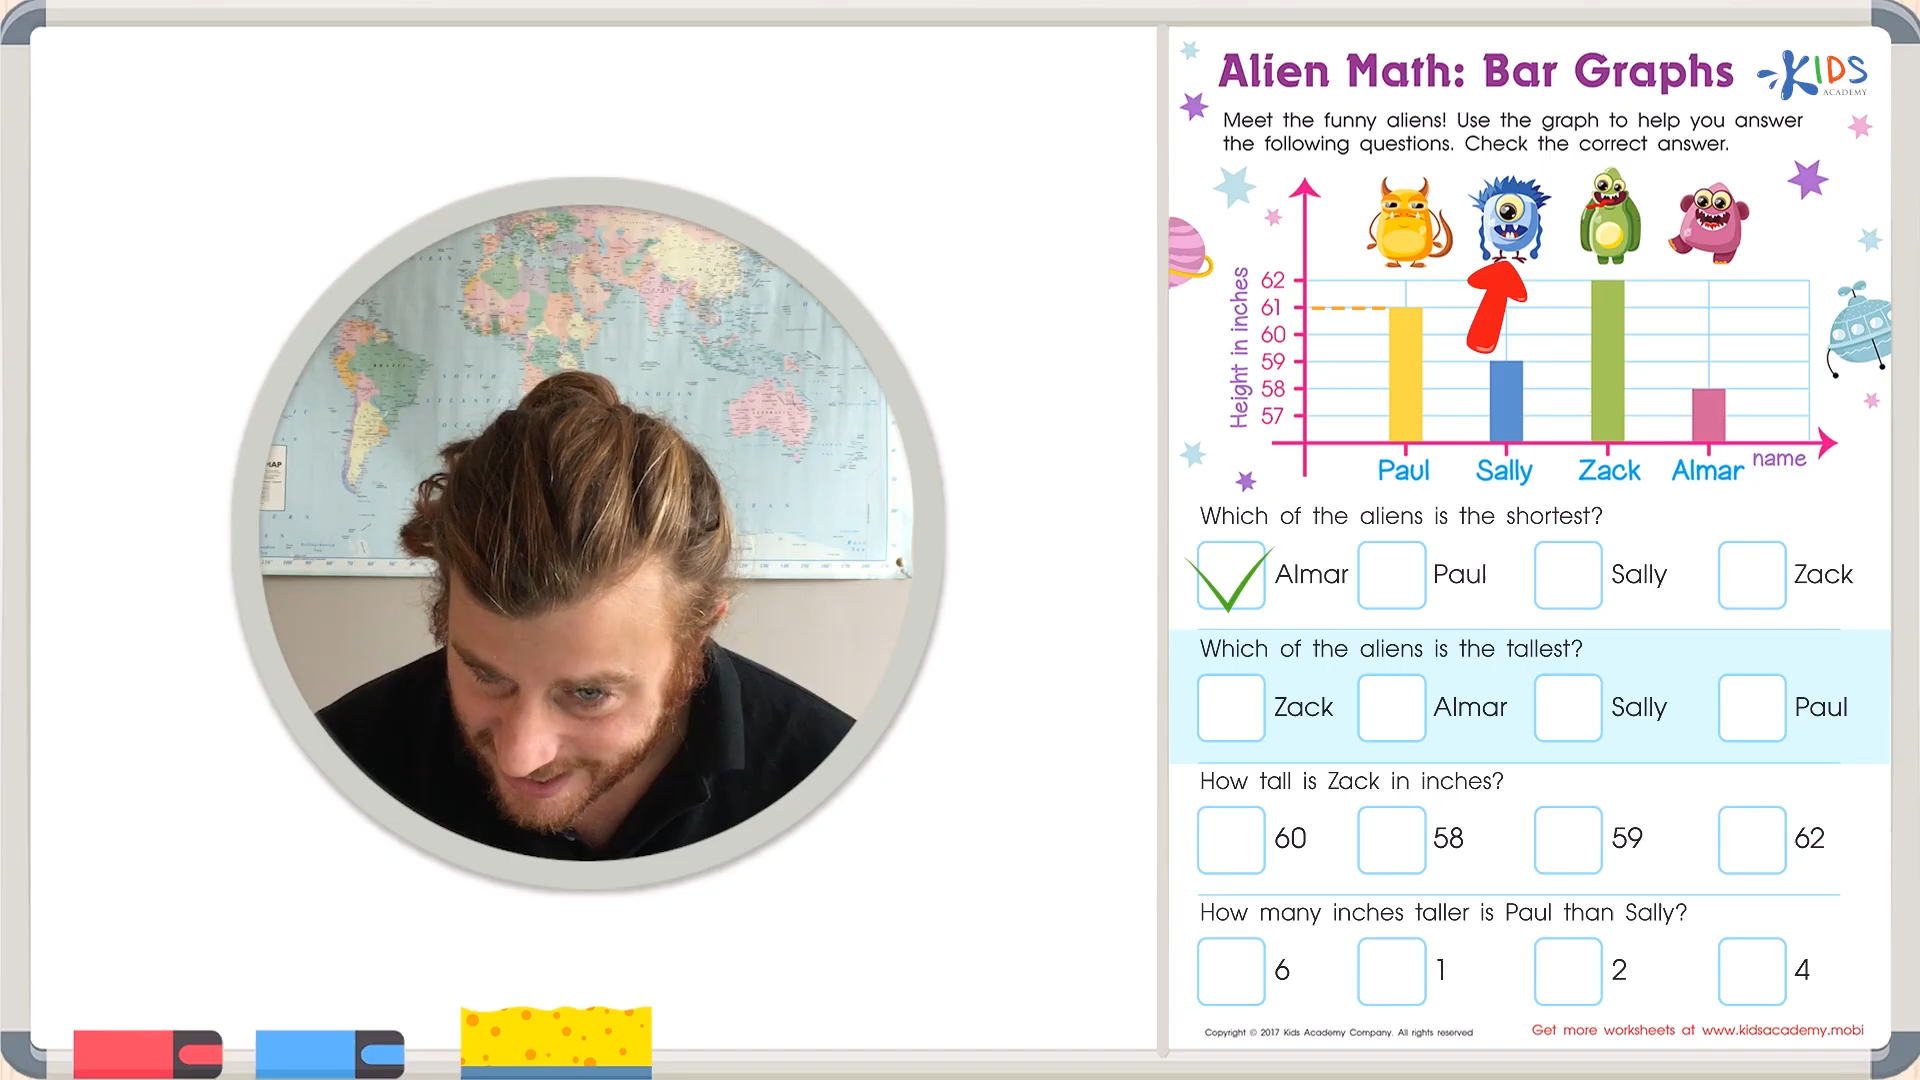 Alien Math: Bar Graphs
KIDS
ACADEMY
Meet the funny aliens! Use the graph to help you answer
the following questions. Check the correct answer.
Height in inches
62
61
60
59
58
57
Paul Sally Zack Almar name
Which of the aliens is the shortest?
Almar Paul Sally Zack
Which of the aliens is the tallest?
Zack Almar Sally Paul
How tall is Zack in inches?
60 58 59 62
How many inches taller is Paul than Sally?
6 1 2 4
Copyright © 2017 Kids Academy Company. All rights reserved
Get more worksheets at www.kidsacademy.mobi